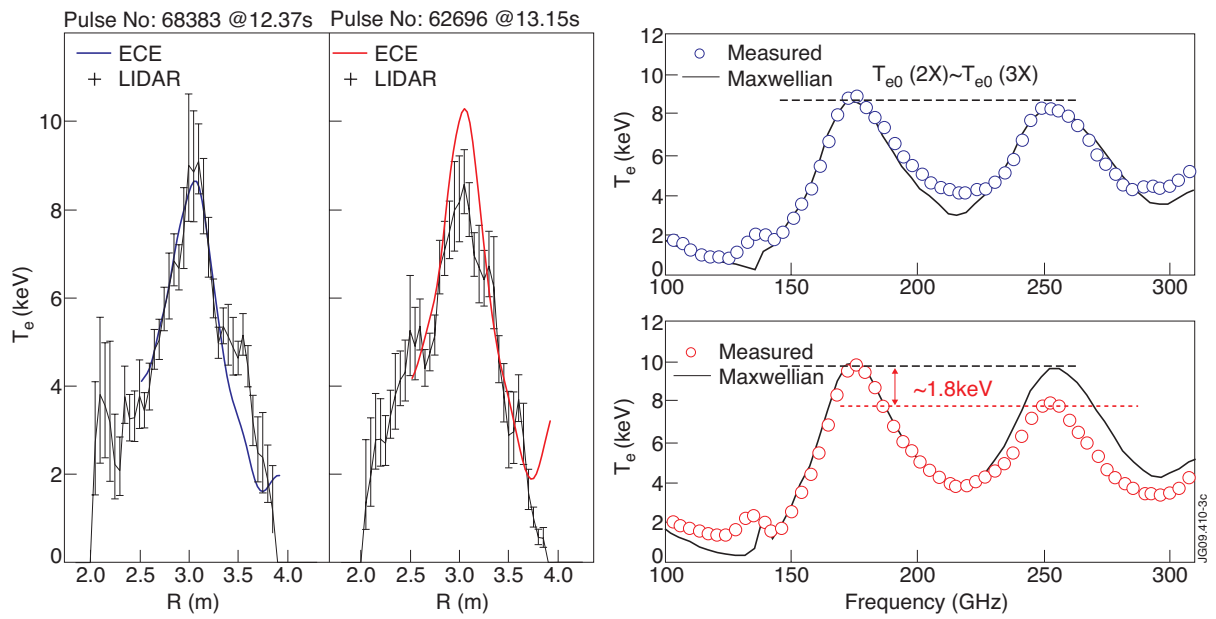 Pulse No: 68383 @12.37s
Pulse No: 62696 @13.15s
ECE
LIDAR
ECE
LIDAR
10
8
6
4
2
0
T e (keV)
2.0 2.5 3.0 3.5 4.0
2.0 2.5 3.0 3.5 4.0
R (m)
R (m)
12
10
8
6
4
2
0
T e (keV)
Measured
Maxwellian
T e0 (2X)~T e0 (3X)
100 150 200 250 300
12
10
8
6
4
2
0
T e (keV)
Measured
Maxwellian
~1.8keV
100 150 200 250 300
Frequency (GHz)
JG09.410-3c